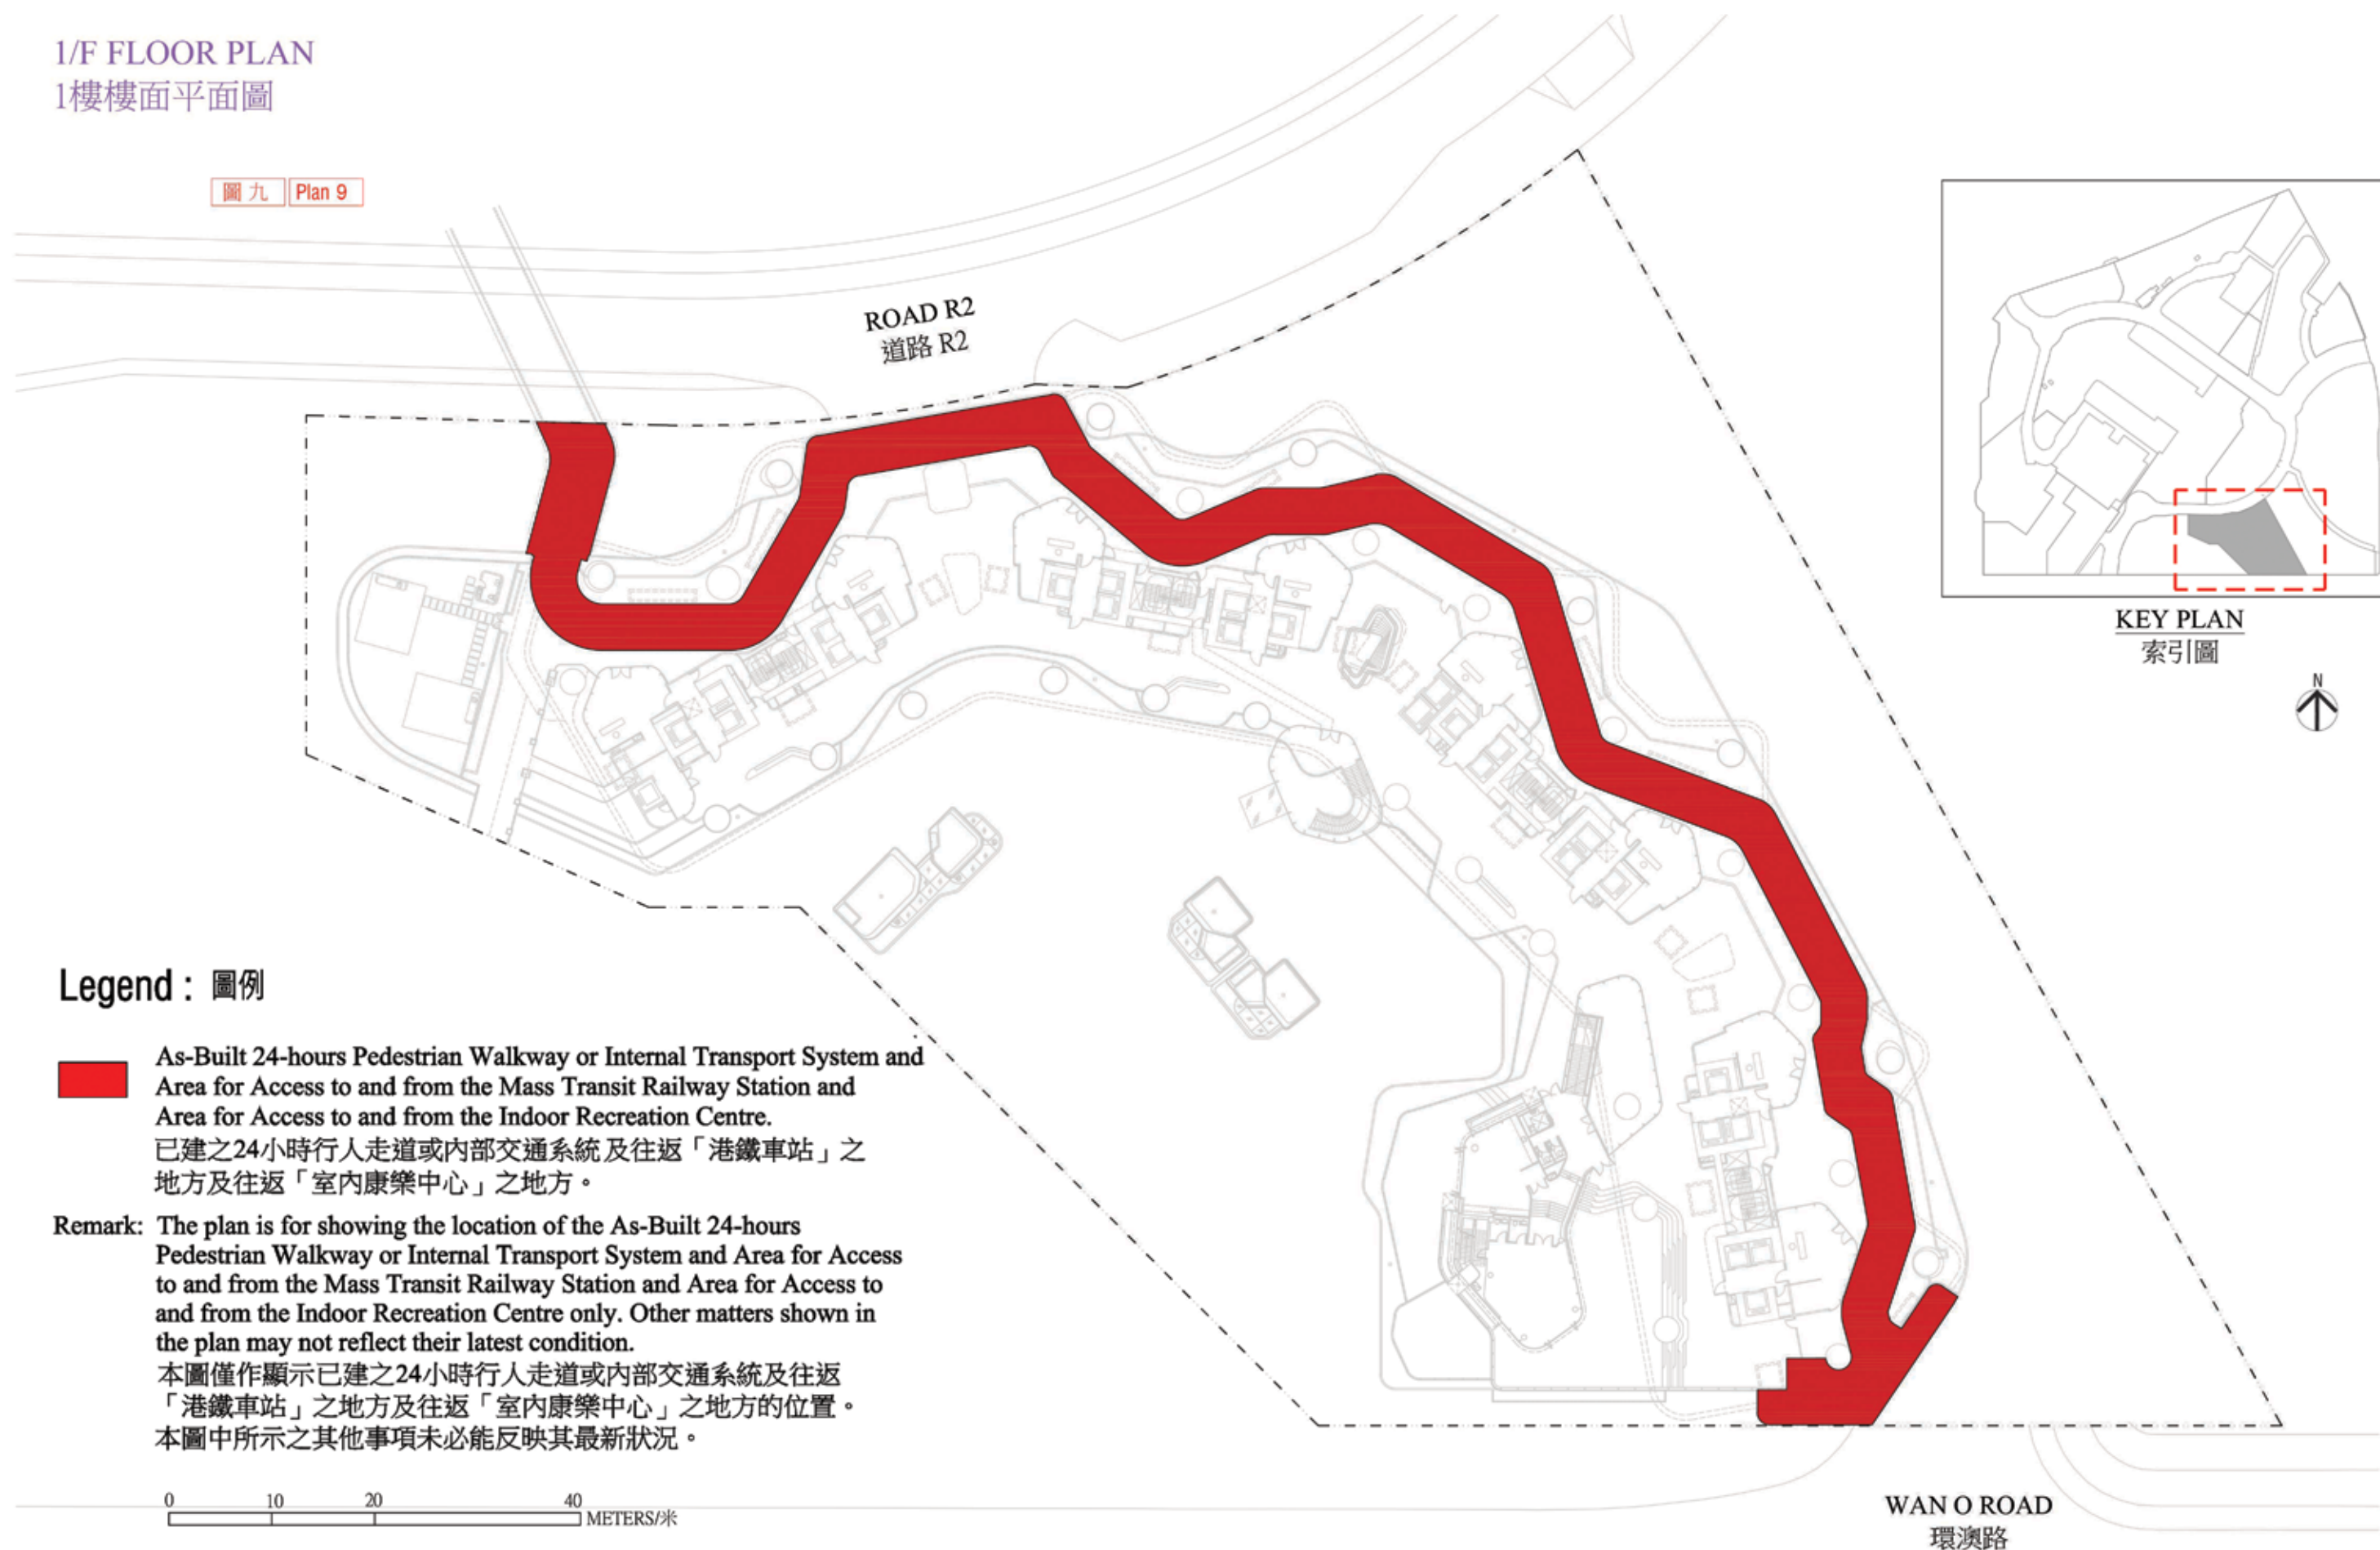 1/F FLOOR PLAN
1樓樓面平面圖
圖九 Plan 9
ROAD R2
道路 R2
KEY PLAN
索引圖
N
Legend : 圖例
As-Built 24-hours Pedestrian Walkway or Internal Transport System and
Area for Access to and from the Mass Transit Railway Station and
Area for Access to and from the Indoor Recreation Centre.
已建之24小時行人走道或內部交通系統及往返「港鐵車站」之
地方及往返「室內康樂中心」之地方。
Remark: The plan is for showing the location of the As-Built 24-hours
Pedestrian Walkway or Internal Transport System and Area for Access
to and from the Mass Transit Railway Station and Area for Access to
and from the Indoor Recreation Centre only. Other matters shown in
the plan may not reflect their latest condition.
本圖僅作顯示已建之24小時行人走道或內部交通系統及往返
「港鐵車站」之地方及往返「室內康樂中心」之地方的位置。
本圖中所示之其他事項未必能反映其最新狀況。
0 10 20 40
METERS/米
WAN O ROAD
環澳路